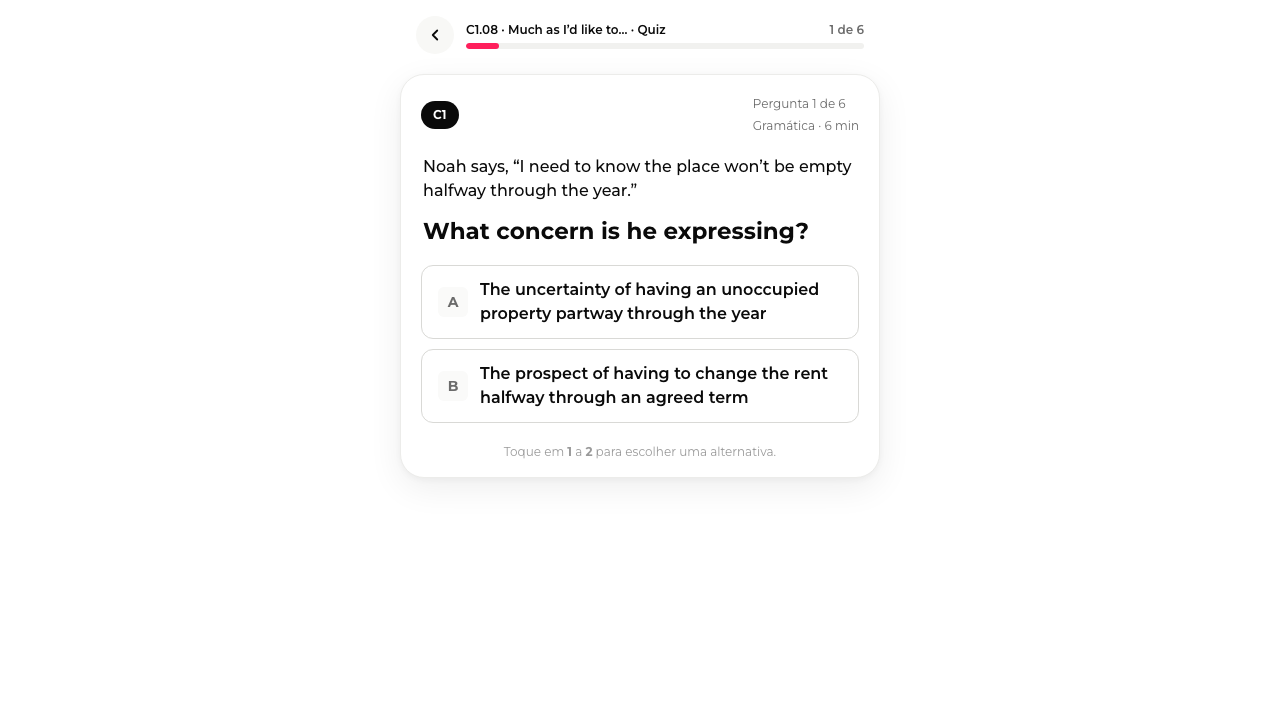 C1.08 · Much as I’d like to… · Quiz
1 de 6
C1
Pergunta 1 de 6
Gramática · 6 min
Noah says, “I need to know the place won’t be empty
halfway through the year.”
What concern is he expressing?
A
The uncertainty of having an unoccupied
property partway through the year
B
The prospect of having to change the rent
halfway through an agreed term
Toque em 1 a 2 para escolher uma alternativa.